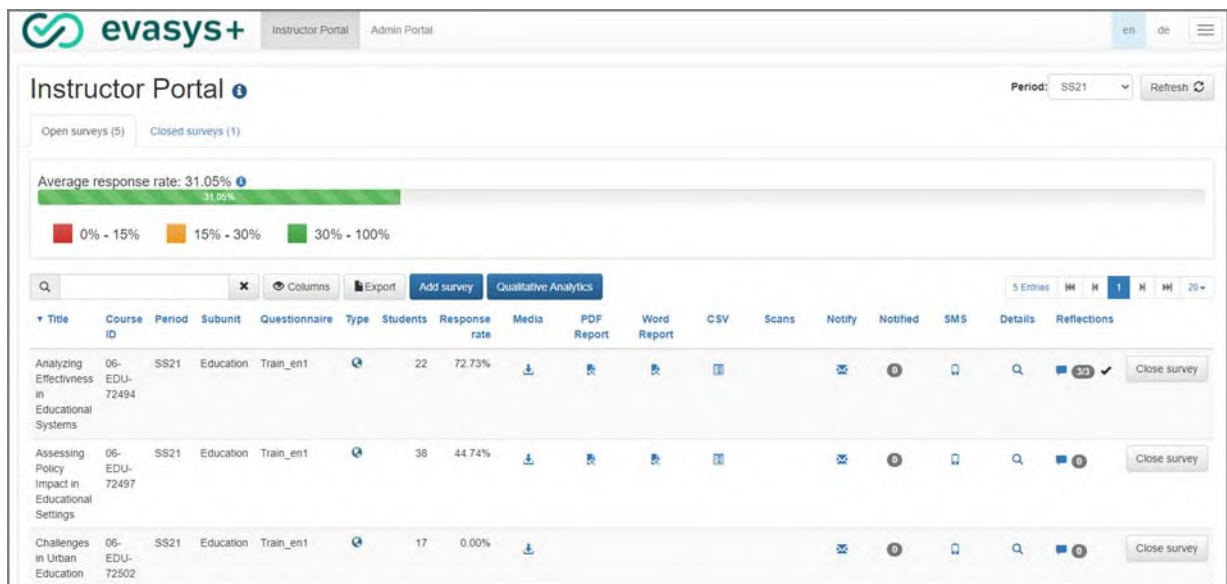 evasys+ Instructor Portal Admin Portal en de
Instructor Portal
Period: SS21 Refresh
Open surveys (5) Closed surveys (1)
Average response rate: 31.05%
31.05%
0% - 15% 15% - 30% 30% - 100%
Columns Export Add survey Qualitative Analytics 5 Entries 1 20
Title Course Period Subunit Questionnaire Type Students Response Media PDF Word CSV Scans Notify Notified SMS Details Reflections
ID rate Report Report
Analyzing 06- SS21 Education Train_en1 22 72.73% 0 3/3 Close survey
Effectivness EDU-
in 72494
Educational
Systems
Assessing 06- SS21 Education Train_en1 38 44.74% 0 0 Close survey
Policy EDU-
Impact in 72497
Educational
Settings
Challenges 06- SS21 Education Train_en1 17 0.00% 0 0 Close survey
in Urban EDU-
Education 72502